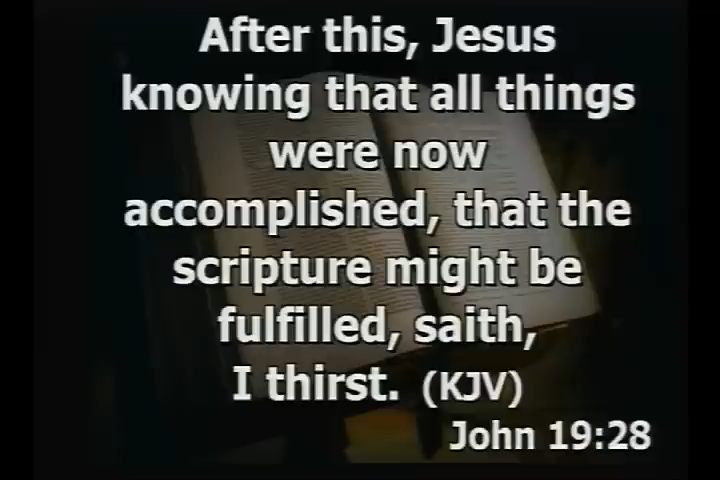 After this, Jesus
knowing that all things
were now
accomplished, that the
scripture might be
fulfilled, saith,
I thirst. (KJV)
John 19:28